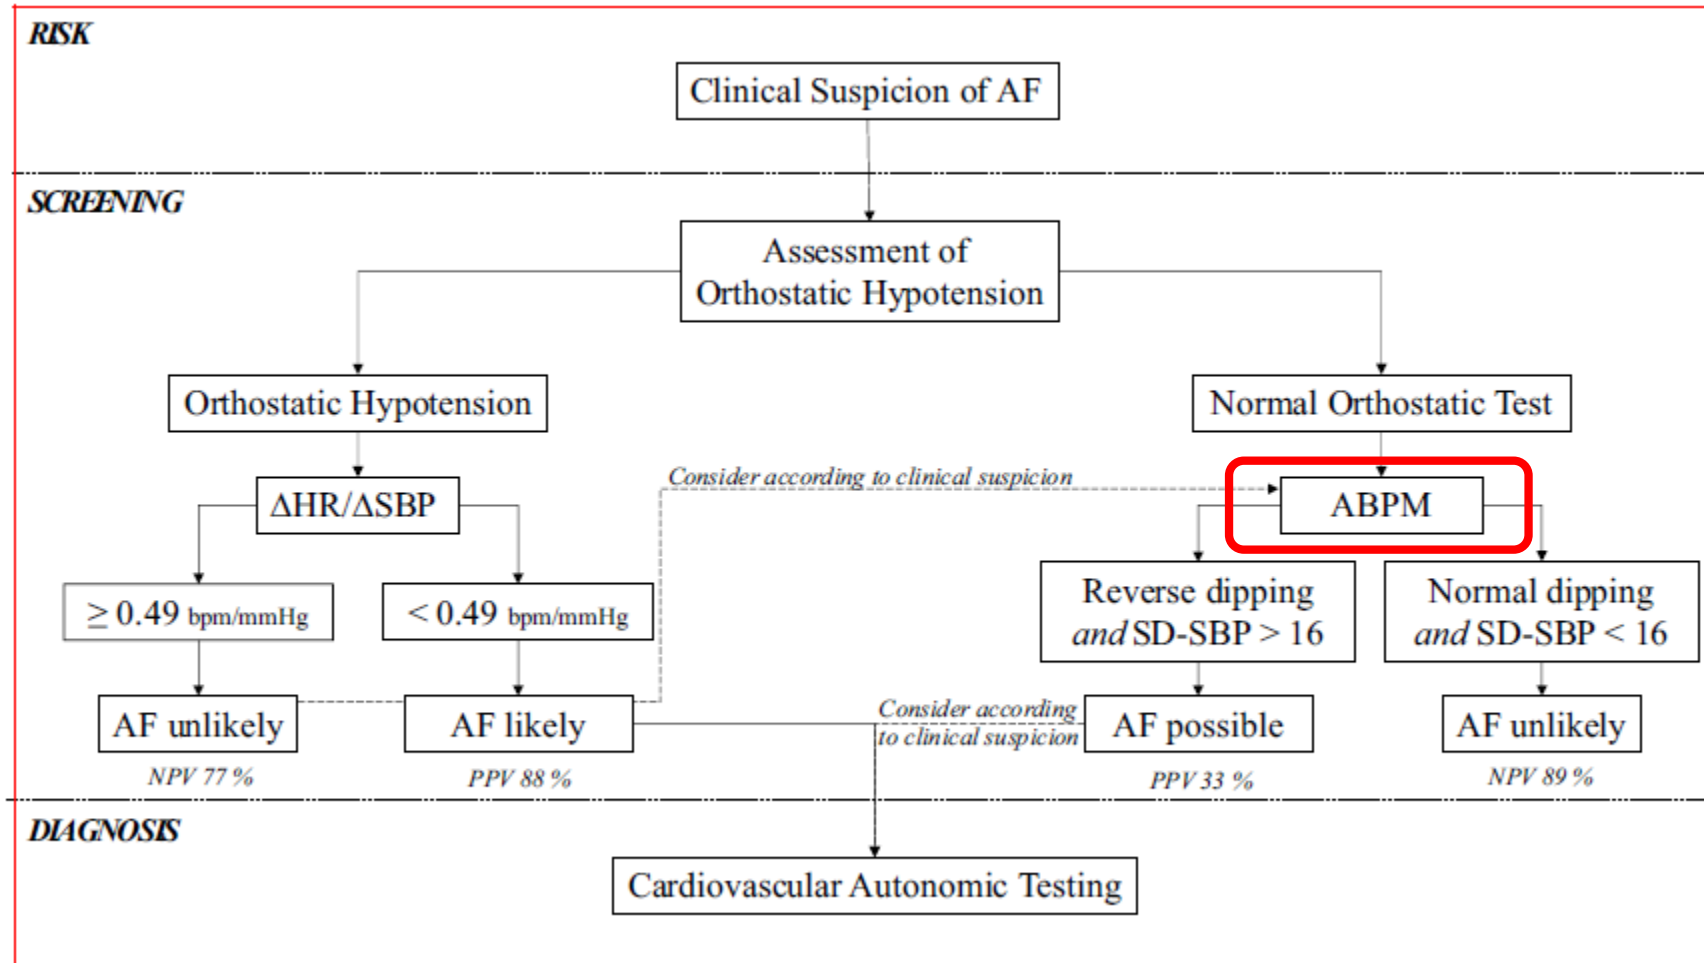 RISK
Clinical Suspicion of AF
SCREENING
Assessment of
Orthostatic Hypotension
Orthostatic Hypotension
Normal Orthostatic Test
Consider according to clinical suspicion
ΔHR/ΔSBP
ABPM
≥ 0.49 bpm/mmHg
< 0.49 bpm/mmHg
Reverse dipping
and SD-SBP > 16
Normal dipping
and SD-SBP < 16
AF unlikely
AF likely
Consider according
to clinical suspicion
AF possible
AF unlikely
NPV 77 %
PPV 88 %
PPV 33 %
NPV 89 %
DIAGNOSIS
Cardiovascular Autonomic Testing